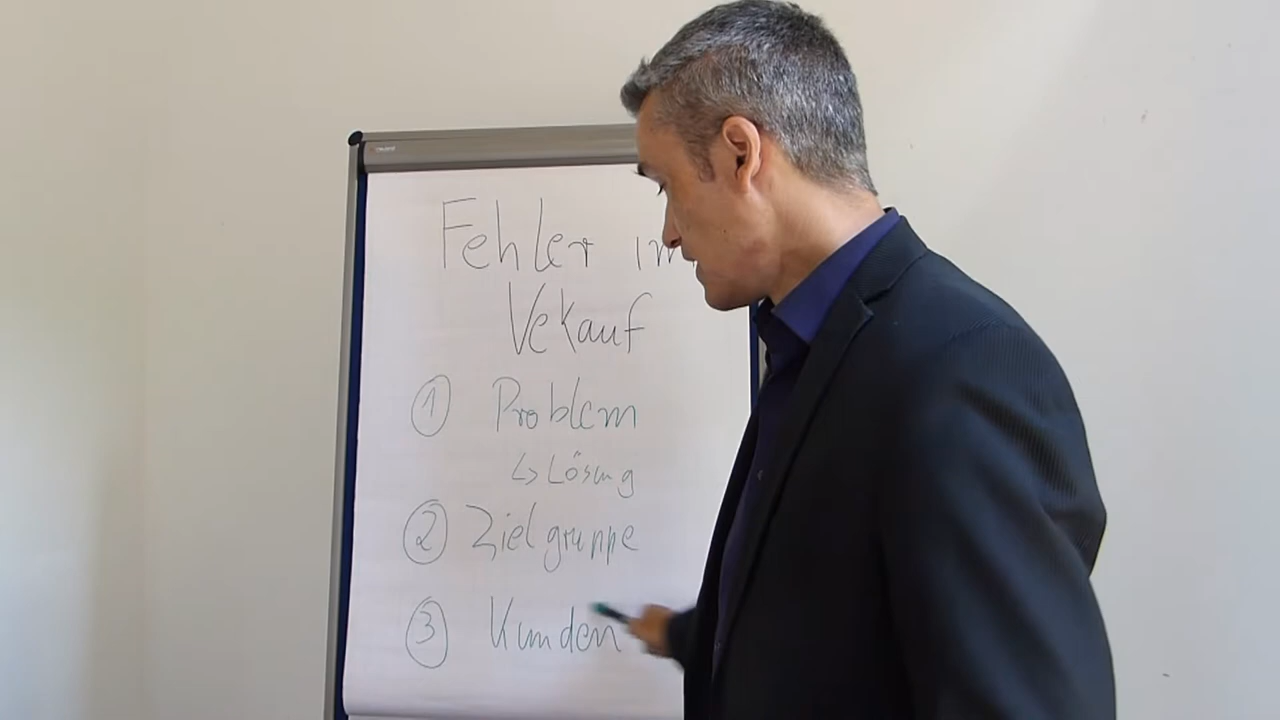 Fehler im
Vekauf
① Problem
↳ Lösung
② Zielgruppe
③ Kunden